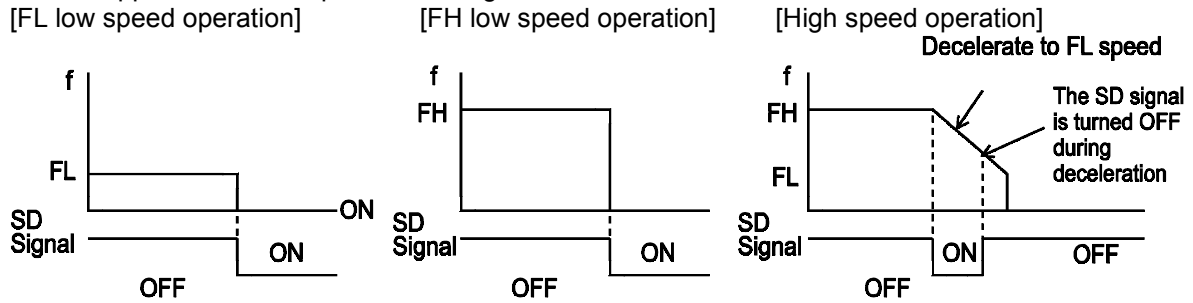 [FL low speed operation]
[FH low speed operation]
[High speed operation]
Decelerate to FL speed
f
FL
ON
SD
Signal
ON
OFF
f
FH
SD
Signal
ON
OFF
f
FH
The SD signal
is turned OFF
during
deceleration
FL
SD
Signal
ON
OFF
OFF